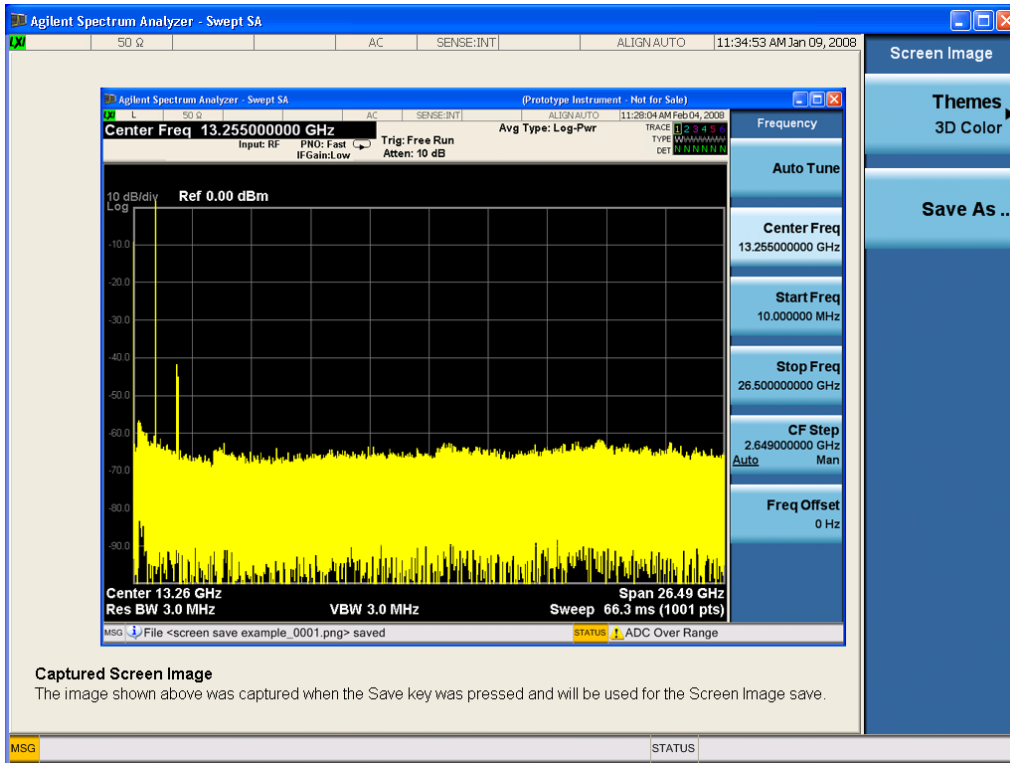 Agilent Spectrum Analyzer - Swept SA
LXI
50 Ω
AC
SENSE:INT
ALIGN AUTO
11:34:53 AM Jan 09, 2008
Screen Image
Themes
3D Color
Save As ..
Agilent Spectrum Analyzer - Swept SA
(Prototype Instrument - Not for Sale)
LXI
L
50 Ω
AC
SENSE:INT
ALIGN AUTO
11:28:04 AM Feb 04, 2008
Center Freq 13.255000000 GHz
Input: RF
PNO: Fast
IFGain:Low
Trig: Free Run
Atten: 10 dB
Avg Type: Log-Pwr
TRACE 1 2 3 4 5 6
TYPE WWWWWW
DET N N N N N N
Frequency
Auto Tune
Center Freq
13.255000000 GHz
Start Freq
10.000000 MHz
Stop Freq
26.500000000 GHz
CF Step
2.649000000 GHz
Auto Man
Freq Offset
0 Hz
10 dB/div
Log
Ref 0.00 dBm
-10.0
-20.0
-30.0
-40.0
-50.0
-60.0
-70.0
-80.0
-90.0
Center 13.26 GHz
Span 26.49 GHz
Res BW 3.0 MHz
VBW 3.0 MHz
Sweep 66.3 ms (1001 pts)
MSG
File <screen save example_0001.png> saved
STATUS
ADC Over Range
Captured Screen Image
The image shown above was captured when the Save key was pressed and will be used for the Screen Image save.
MSG
STATUS